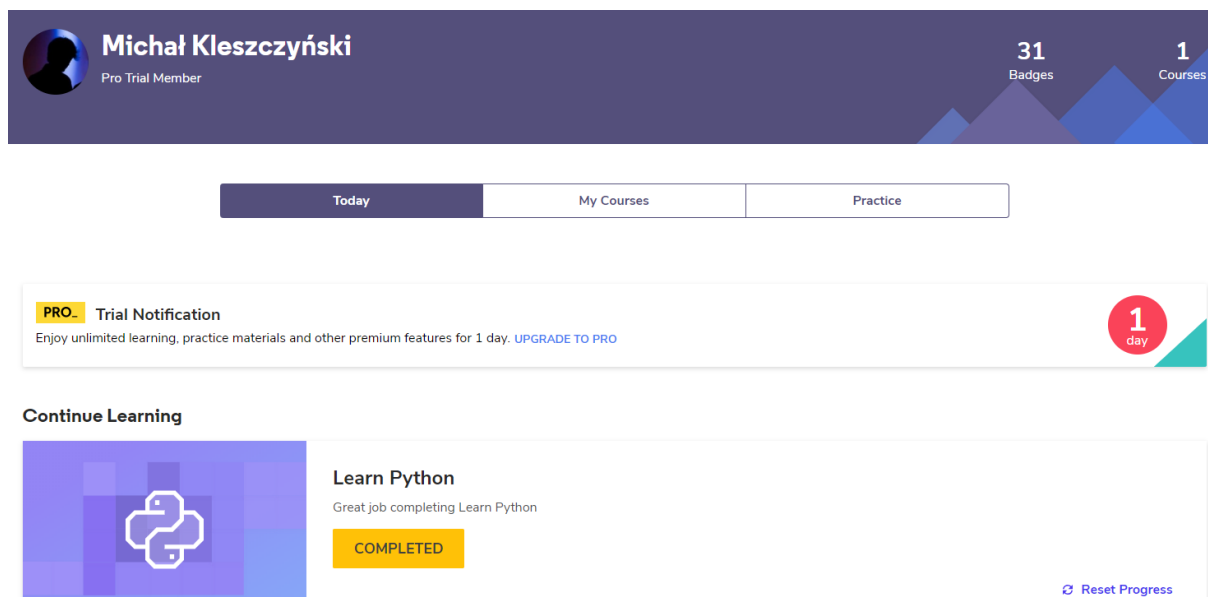 Michał Kleszczyński
Pro Trial Member
31
Badges
1
Courses
Today
My Courses
Practice
PRO_ Trial Notification
Enjoy unlimited learning, practice materials and other premium features for 1 day. UPGRADE TO PRO
1
day
Continue Learning
Learn Python
Great job completing Learn Python
COMPLETED
Reset Progress